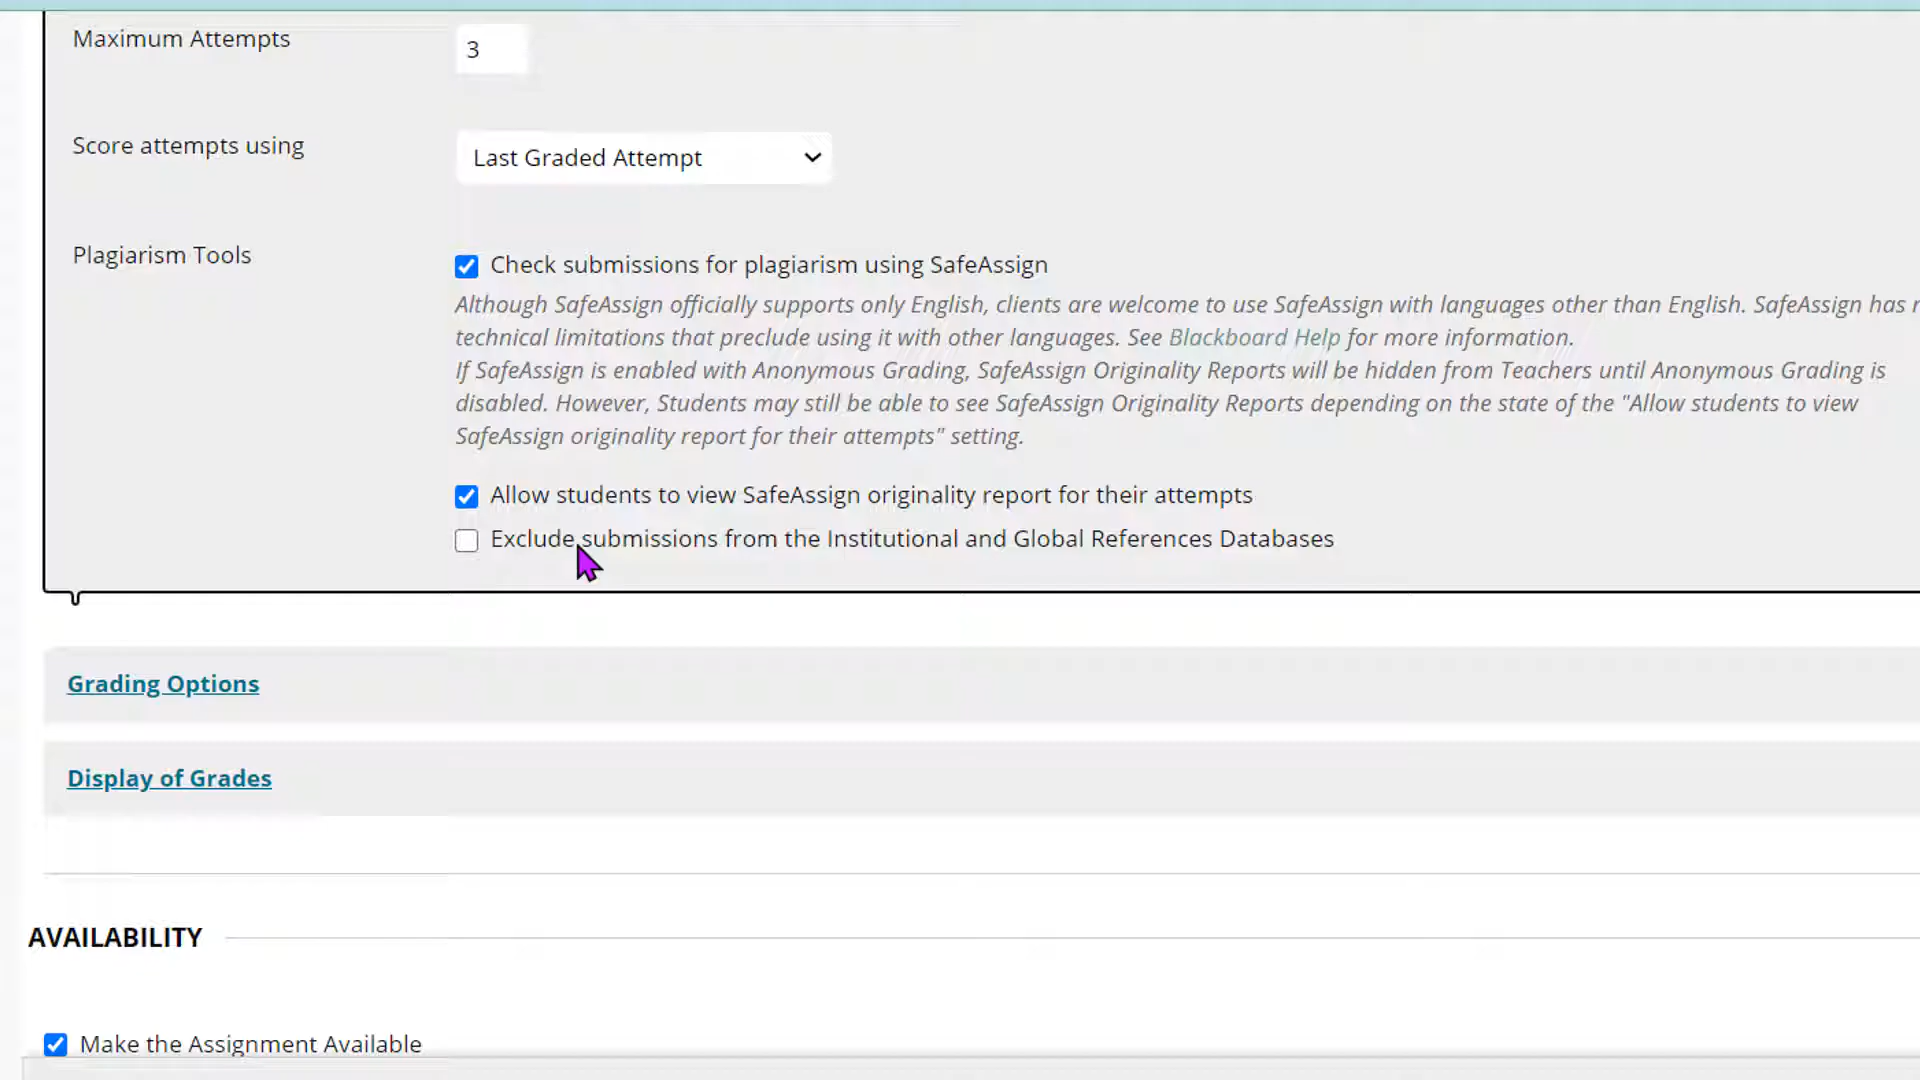 Maximum Attempts
3
Score attempts using
Last Graded Attempt
Plagiarism Tools
Check submissions for plagiarism using SafeAssign
Although SafeAssign officially supports only English, clients are welcome to use SafeAssign with languages other than English. SafeAssign has
technical limitations that preclude using it with other languages. See Blackboard Help for more information.
If SafeAssign is enabled with Anonymous Grading, SafeAssign Originality Reports will be hidden from Teachers until Anonymous Grading is
disabled. However, Students may still be able to see SafeAssign Originality Reports depending on the state of the "Allow students to view
SafeAssign originality report for their attempts" setting.
Allow students to view SafeAssign originality report for their attempts
Exclude submissions from the Institutional and Global References Databases
Grading Options
Display of Grades
AVAILABILITY
Make the Assignment Available